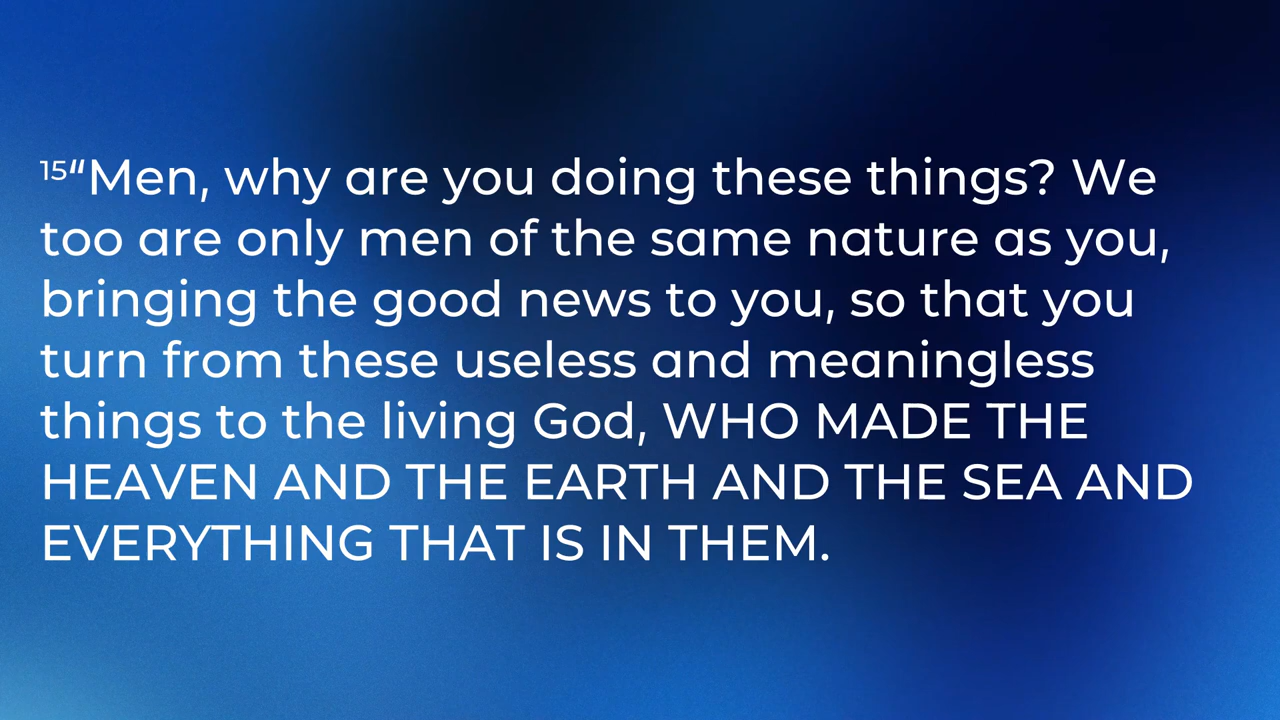 15“Men, why are you doing these things? We
too are only men of the same nature as you,
bringing the good news to you, so that you
turn from these useless and meaningless
things to the living God, WHO MADE THE
HEAVEN AND THE EARTH AND THE SEA AND
EVERYTHING THAT IS IN THEM.